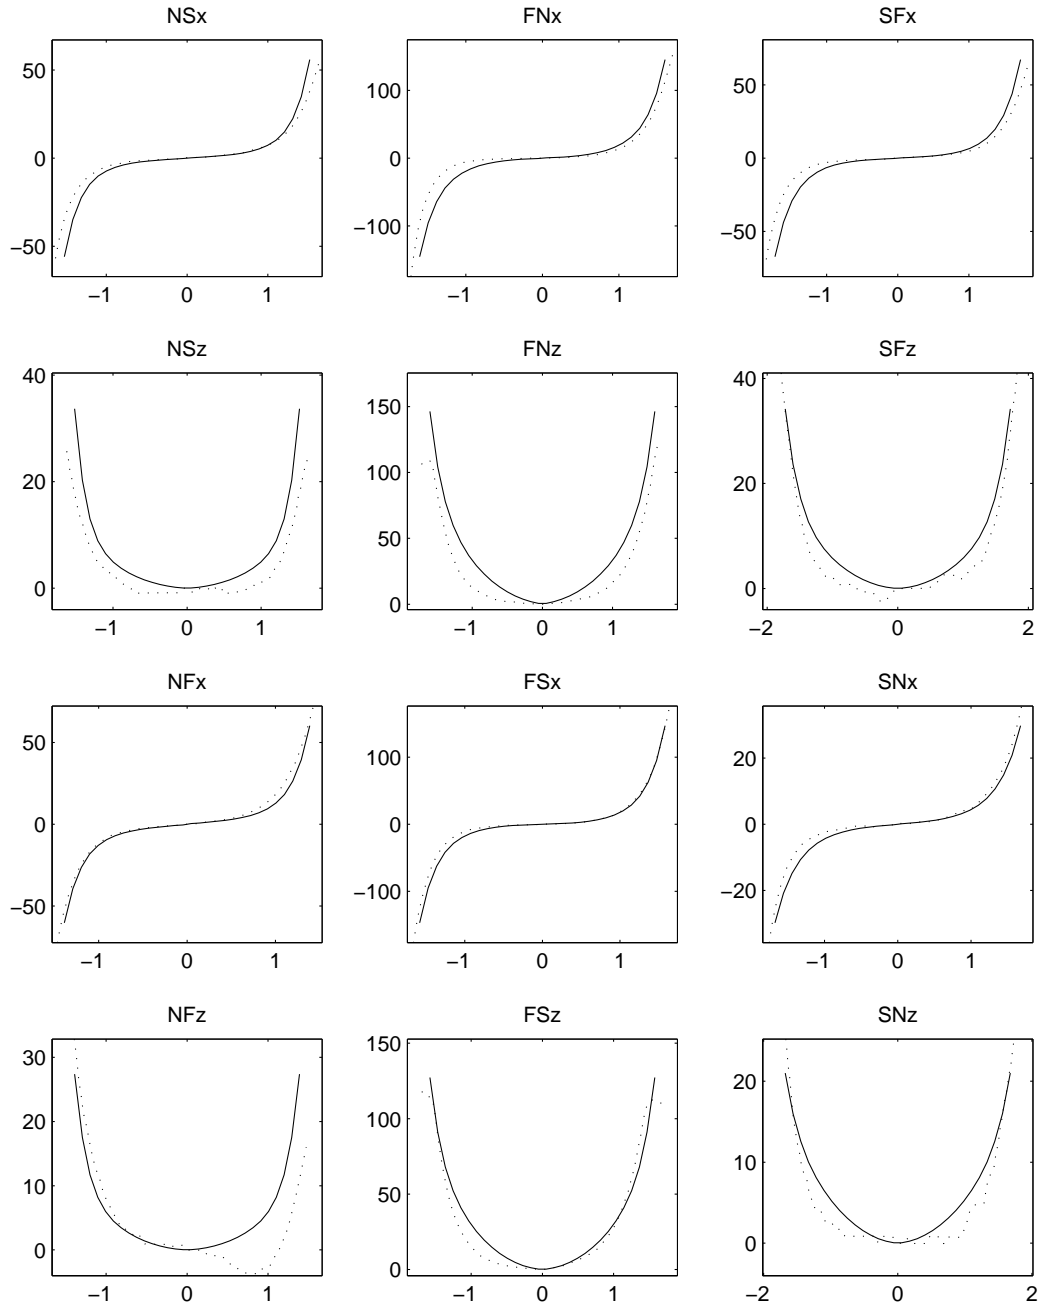 NSx FNx SFx
50 100 50
0 0 0
−50 −100 −50
−1 0 1 −1 0 1 −1 0 1
NSz FNz SFz
40 150 40
20 100 20
50
0 0 0
−1 0 1 −1 0 1 −2 0 2
NFx FSx SNx
50 100 20
0 0 0
−50 −100 −20
−1 0 1 −1 0 1 −1 0 1
NFz FSz SNz
30 150 20
20 100 10
10 50
0 0 0
−1 0 1 −1 0 1 −2 0 2